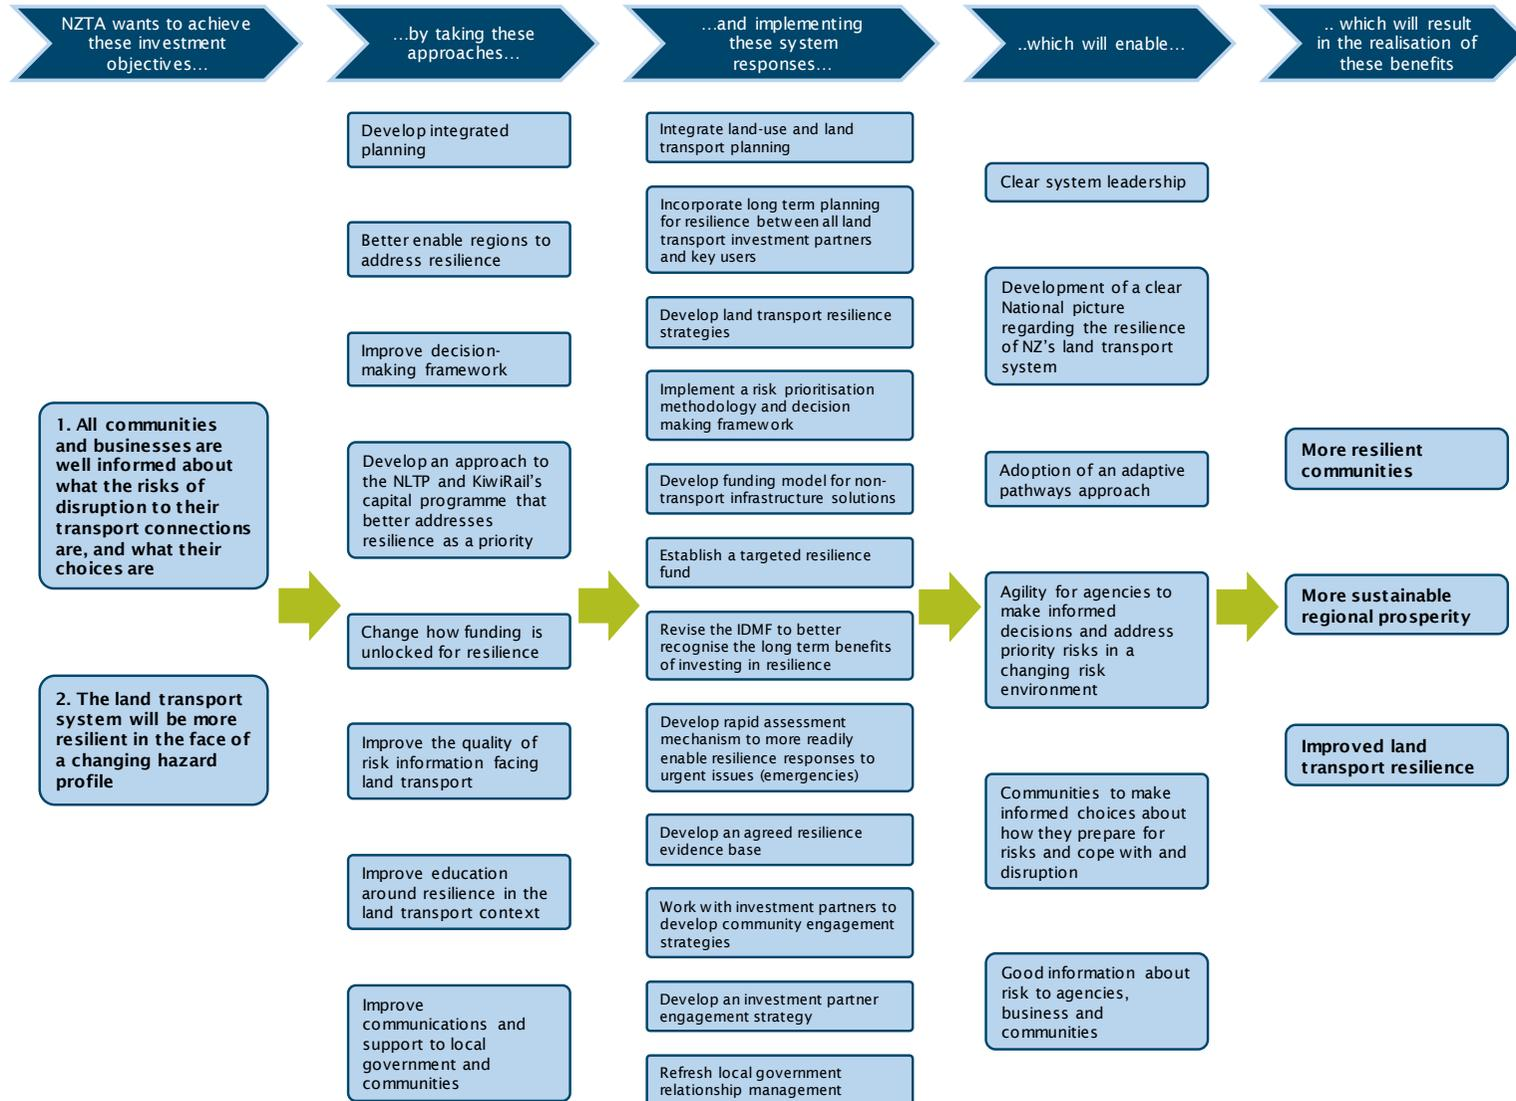 NZTA wants to achieve
these investment
objectives…
…by taking these
approaches…
…and implementing
these system
responses…
..which will enable…
.. which will result
in the realisation of
these benefits
1. All communities
and businesses are
well informed about
what the risks of
disruption to their
transport connections
are, and what their
choices are
2. The land transport
system will be more
resilient in the face of
a changing hazard
profile
Develop integrated
planning
Better enable regions to
address resilience
Improve decision-
making framework
Develop an approach to
the NLTP and KiwiRail’s
capital programme that
better addresses
resilience as a priority
Change how funding is
unlocked for resilience
Improve the quality of
risk information facing
land transport
Improve education
around resilience in the
land transport context
Improve
communications and
support to local
government and
communities
Integrate land-use and land
transport planning
Incorporate long term planning
for resilience between all land
transport investment partners
and key users
Develop land transport resilience
strategies
Implement a risk prioritisation
methodology and decision
making framework
Develop funding model for non-
transport infrastructure solutions
Establish a targeted resilience
fund
Revise the IDMF to better
recognise the long term benefits
of investing in resilience
Develop rapid assessment
mechanism to more readily
enable resilience responses to
urgent issues (emergencies)
Develop an agreed resilience
evidence base
Work with investment partners to
develop community engagement
strategies
Develop an investment partner
engagement strategy
Refresh local government
relationship management
Clear system leadership
Development of a clear
National picture
regarding the resilience
of NZ’s land transport
system
Adoption of an adaptive
pathways approach
Agility for agencies to
make informed
decisions and address
priority risks in a
changing risk
environment
Communities to make
informed choices about
how they prepare for
risks and cope with and
disruption
Good information about
risk to agencies,
business and
communities
More resilient
communities
More sustainable
regional prosperity
Improved land
transport resilience